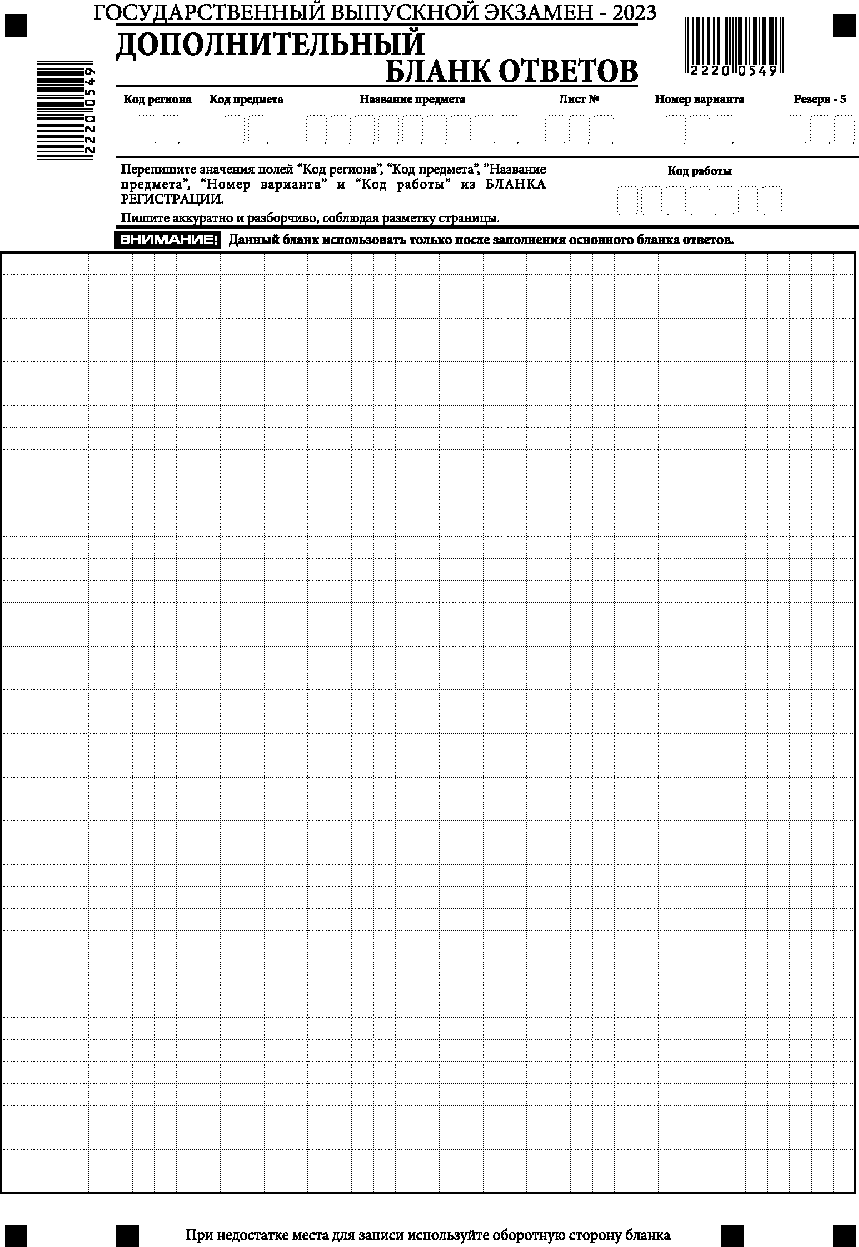 ГОСУДАРСТВЕННЫЙ ВЫПУСКНОЙ ЭКЗАМЕН - 2023
ДОПОЛНИТЕЛЬНЫЙ
БЛАНК ОТВЕТОВ
2220 0549
2220 0549
Код региона Код предмета Название предмета Лист № Номер варианта Резерв - 5
Перепишите значения полей “Код региона”, “Код предмета”, “Название
предмета”, “Номер варианта” и “Код работы” из БЛАНКА
РЕГИСТРАЦИИ.
Пишите аккуратно и разборчиво, соблюдая разметку страницы.
Код работы
ВНИМАНИЕ! Данный бланк использовать только после заполнения основного бланка ответов.
При недостатке места для записи используйте оборотную сторону бланка